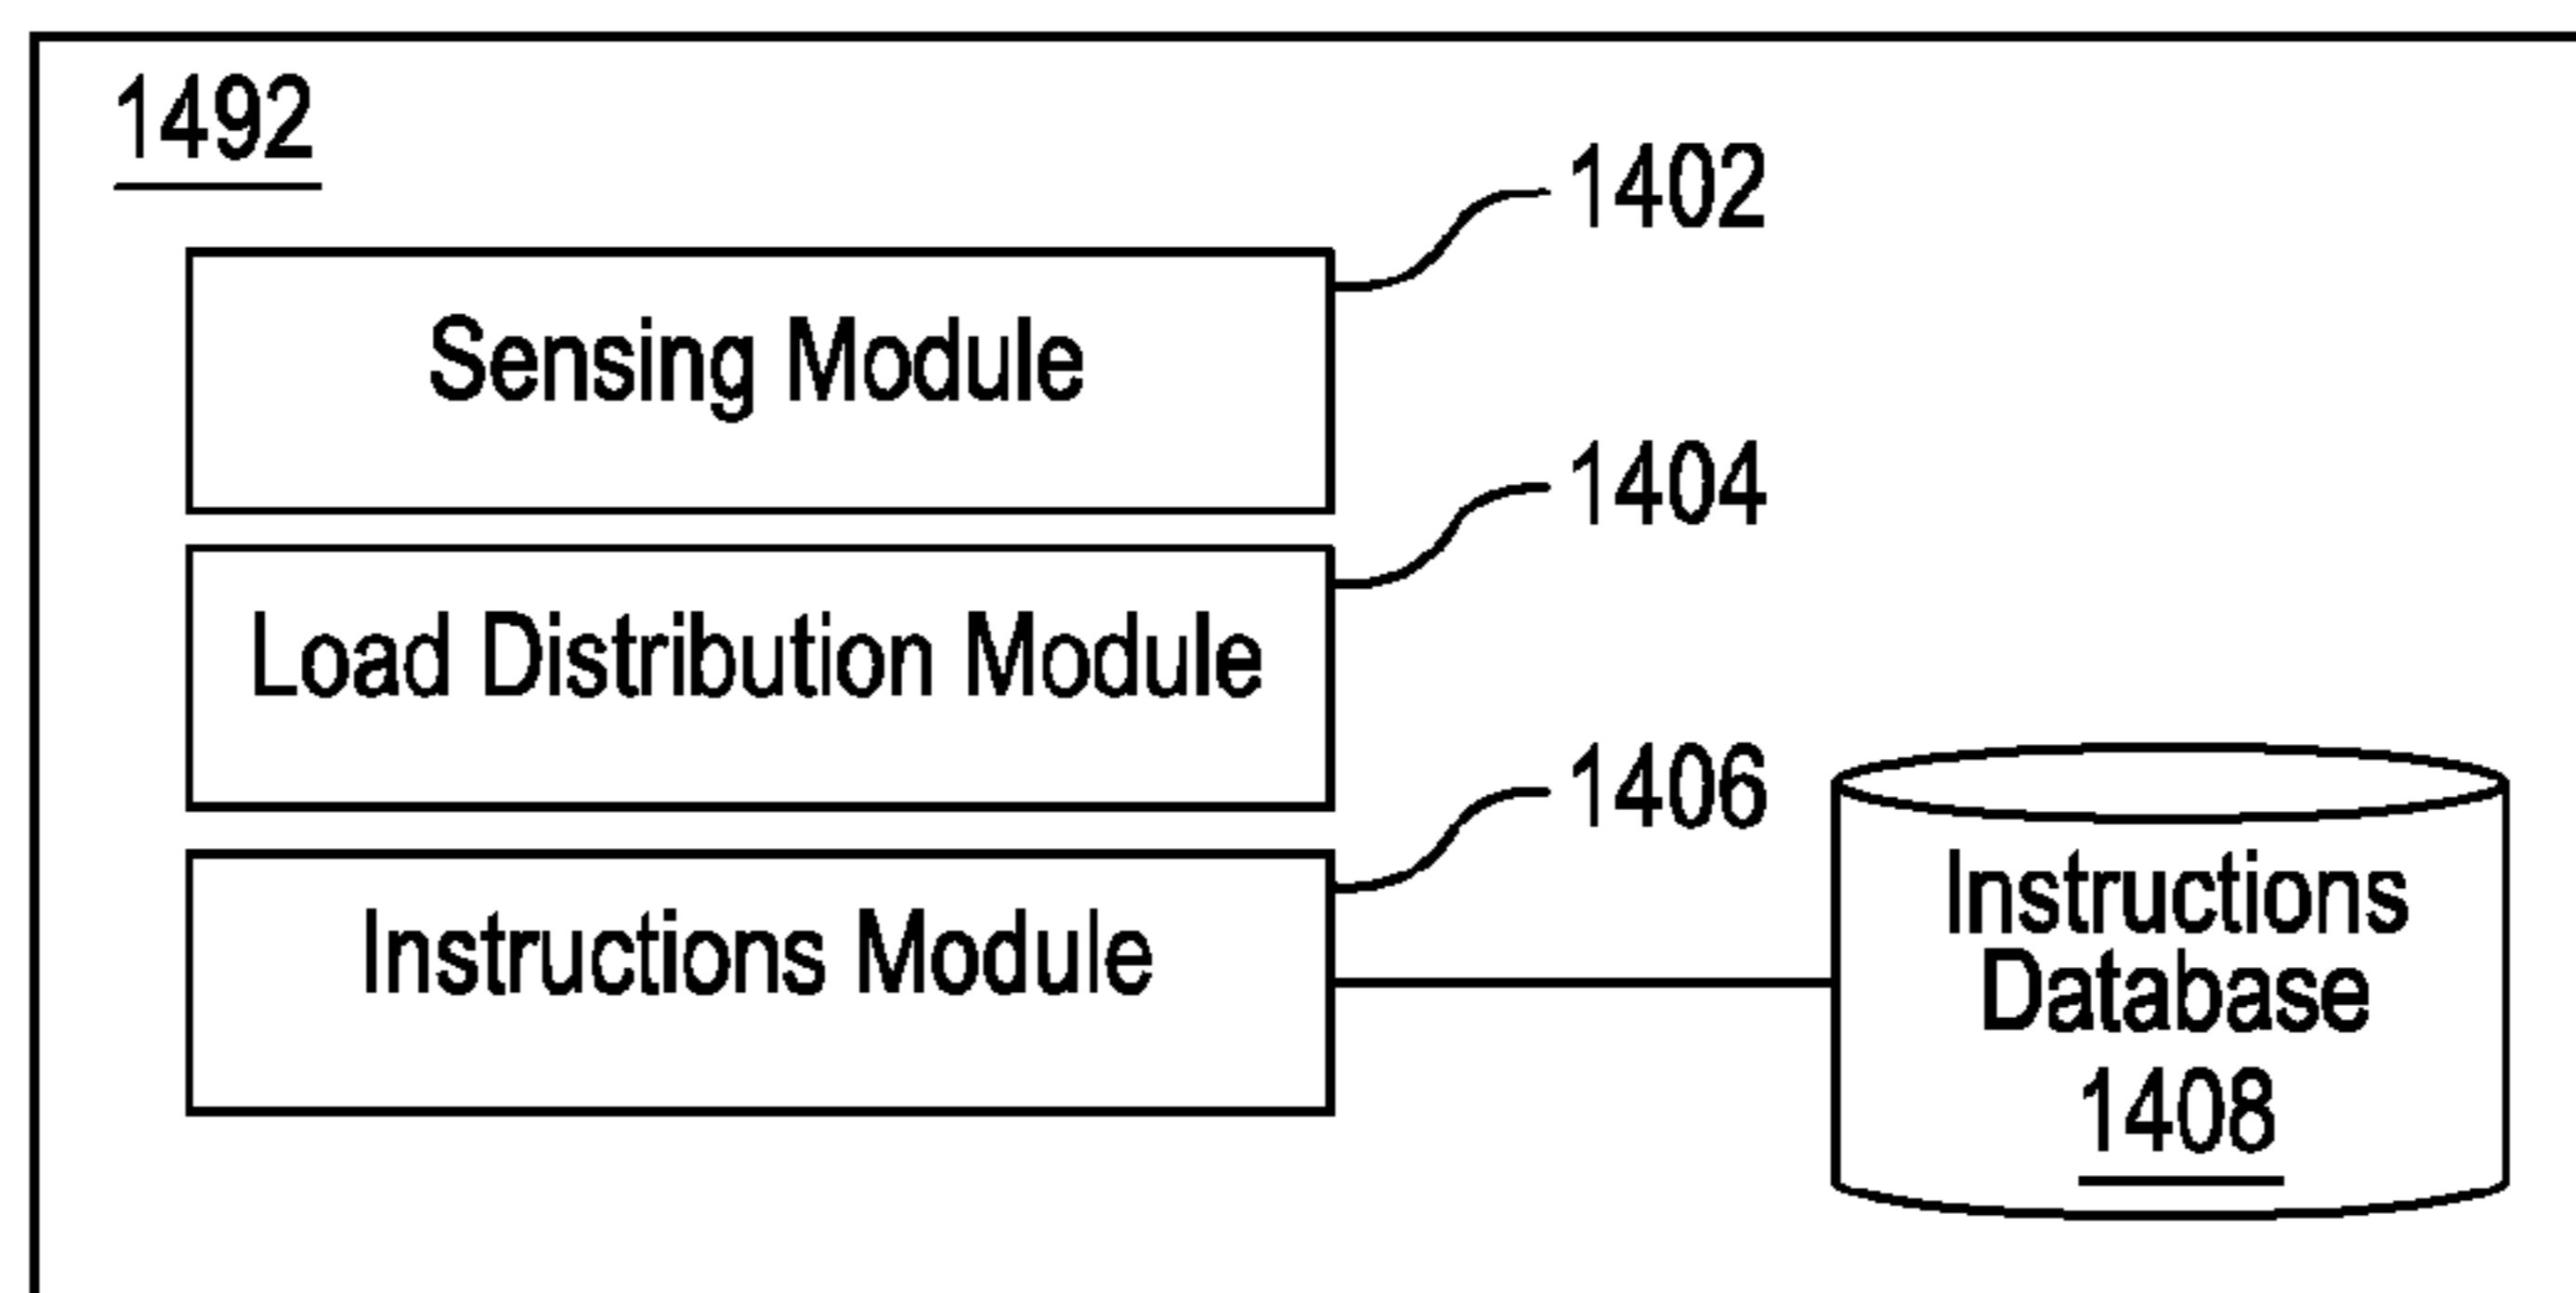 1492
1402
Sensing Module
1404
Load Distribution Module
1406
Instructions Module
Instructions
Database
1408